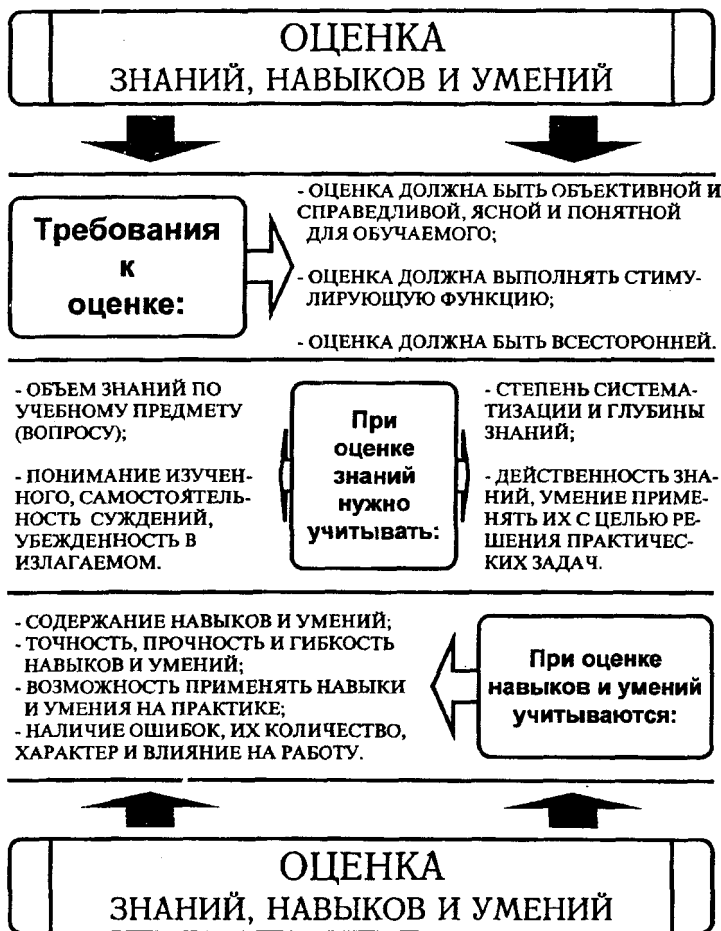 ОЦЕНКА
ЗНАНИЙ, НАВЫКОВ И УМЕНИЙ
Требования
к
оценке:
- ОЦЕНКА ДОЛЖНА БЫТЬ ОБЪЕКТИВНОЙ И
СПРАВЕДЛИВОЙ, ЯСНОЙ И ПОНЯТНОЙ
ДЛЯ ОБУЧАЕМОГО;
- ОЦЕНКА ДОЛЖНА ВЫПОЛНЯТЬ СТИМУ-
ЛИРУЮЩУЮ ФУНКЦИЮ;
- ОЦЕНКА ДОЛЖНА БЫТЬ ВСЕСТОРОННЕЙ.
- ОБЪЕМ ЗНАНИЙ ПО
УЧЕБНОМУ ПРЕДМЕТУ
(ВОПРОСУ);
- ПОНИМАНИЕ ИЗУЧЕН-
НОГО, САМОСТОЯТЕЛЬ-
НОСТЬ СУЖДЕНИЙ,
УБЕЖДЕННОСТЬ В
ИЗЛАГАЕМОМ.
При
оценке
знаний
нужно
учитывать:
- СТЕПЕНЬ СИСТЕМА-
ТИЗАЦИИ И ГЛУБИНЫ
ЗНАНИЙ;
- ДЕЙСТВЕННОСТЬ ЗНА-
НИЙ, УМЕНИЕ ПРИМЕ-
НЯТЬ ИХ С ЦЕЛЬЮ РЕ-
ШЕНИЯ ПРАКТИЧЕС-
КИХ ЗАДАЧ.
- СОДЕРЖАНИЕ НАВЫКОВ И УМЕНИЙ;
- ТОЧНОСТЬ, ПРОЧНОСТЬ И ГИБКОСТЬ
НАВЫКОВ И УМЕНИЙ;
- ВОЗМОЖНОСТЬ ПРИМЕНЯТЬ НАВЫКИ
И УМЕНИЯ НА ПРАКТИКЕ;
- НАЛИЧИЕ ОШИБОК, ИХ КОЛИЧЕСТВО,
ХАРАКТЕР И ВЛИЯНИЕ НА РАБОТУ.
При оценке
навыков и умений
учитываются:
ОЦЕНКА
ЗНАНИЙ, НАВЫКОВ И УМЕНИЙ